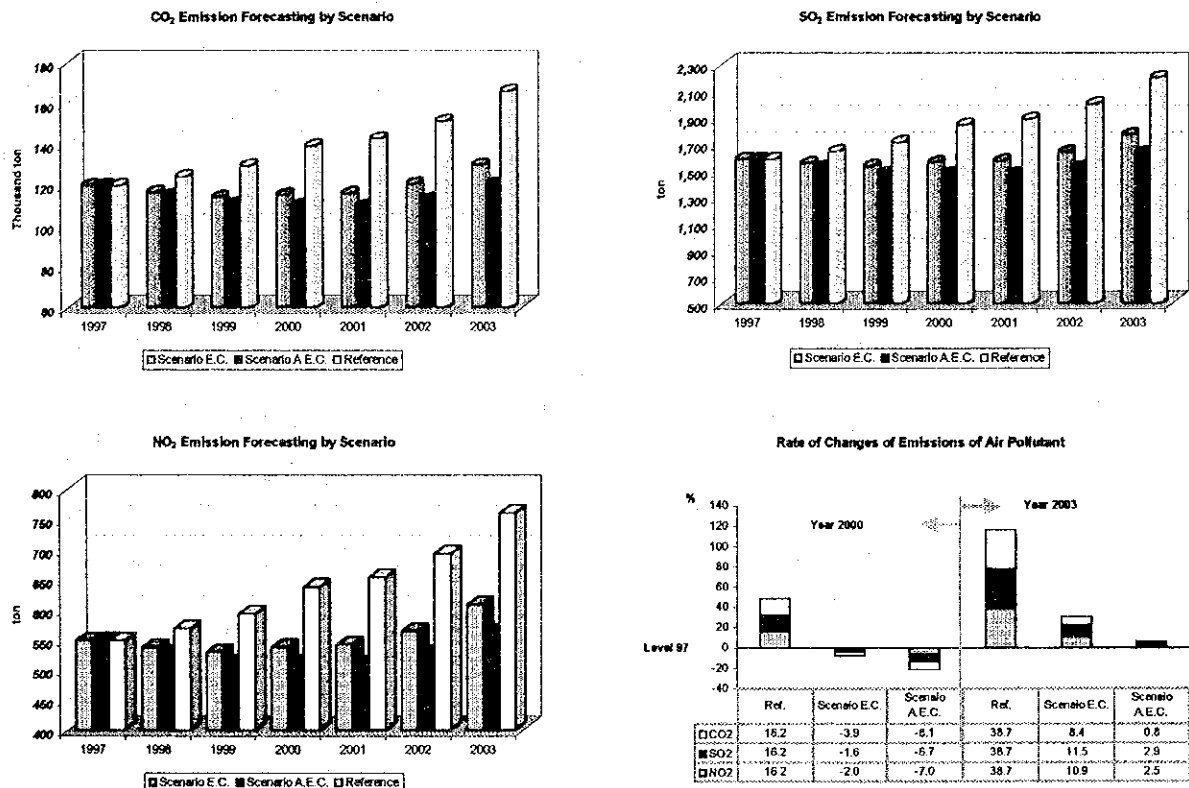 CO₂ Emission Forecasting by Scenario
Thousand ton
180
160
140
120
100
80
60
1997 1998 1999 2000 2001 2002 2003
Scenario E.C. Scenario A.E.C. Reference
SO₂ Emission Forecasting by Scenario
ton
2,300
2,100
1,900
1,700
1,500
1,300
1,100
900
700
500
1997 1998 1999 2000 2001 2002 2003
Scenario E.C. Scenario A.E.C. Reference
NO₂ Emission Forecasting by Scenario
ton
800
750
700
650
600
550
500
450
400
1997 1998 1999 2000 2001 2002 2003
Scenario E.C. Scenario A.E.C. Reference
Rate of Changes of Emissions of Air Pollutant
%
Year 2000
Year 2003
140
120
100
80
60
40
20
Level 97 0
-20
-40
Ref. Scenaio E.C. Scenaio A.E.C. Ref. Scenaio E.C. Scenaio A.E.C.
CO2 16.2 -3.9 38.7 8.4 0.8
SO2 16.2 -1.6 -6.7 38.7 11.5 2.9
NO2 16.2 -2.0 -7.0 38.7 10.9 2.5